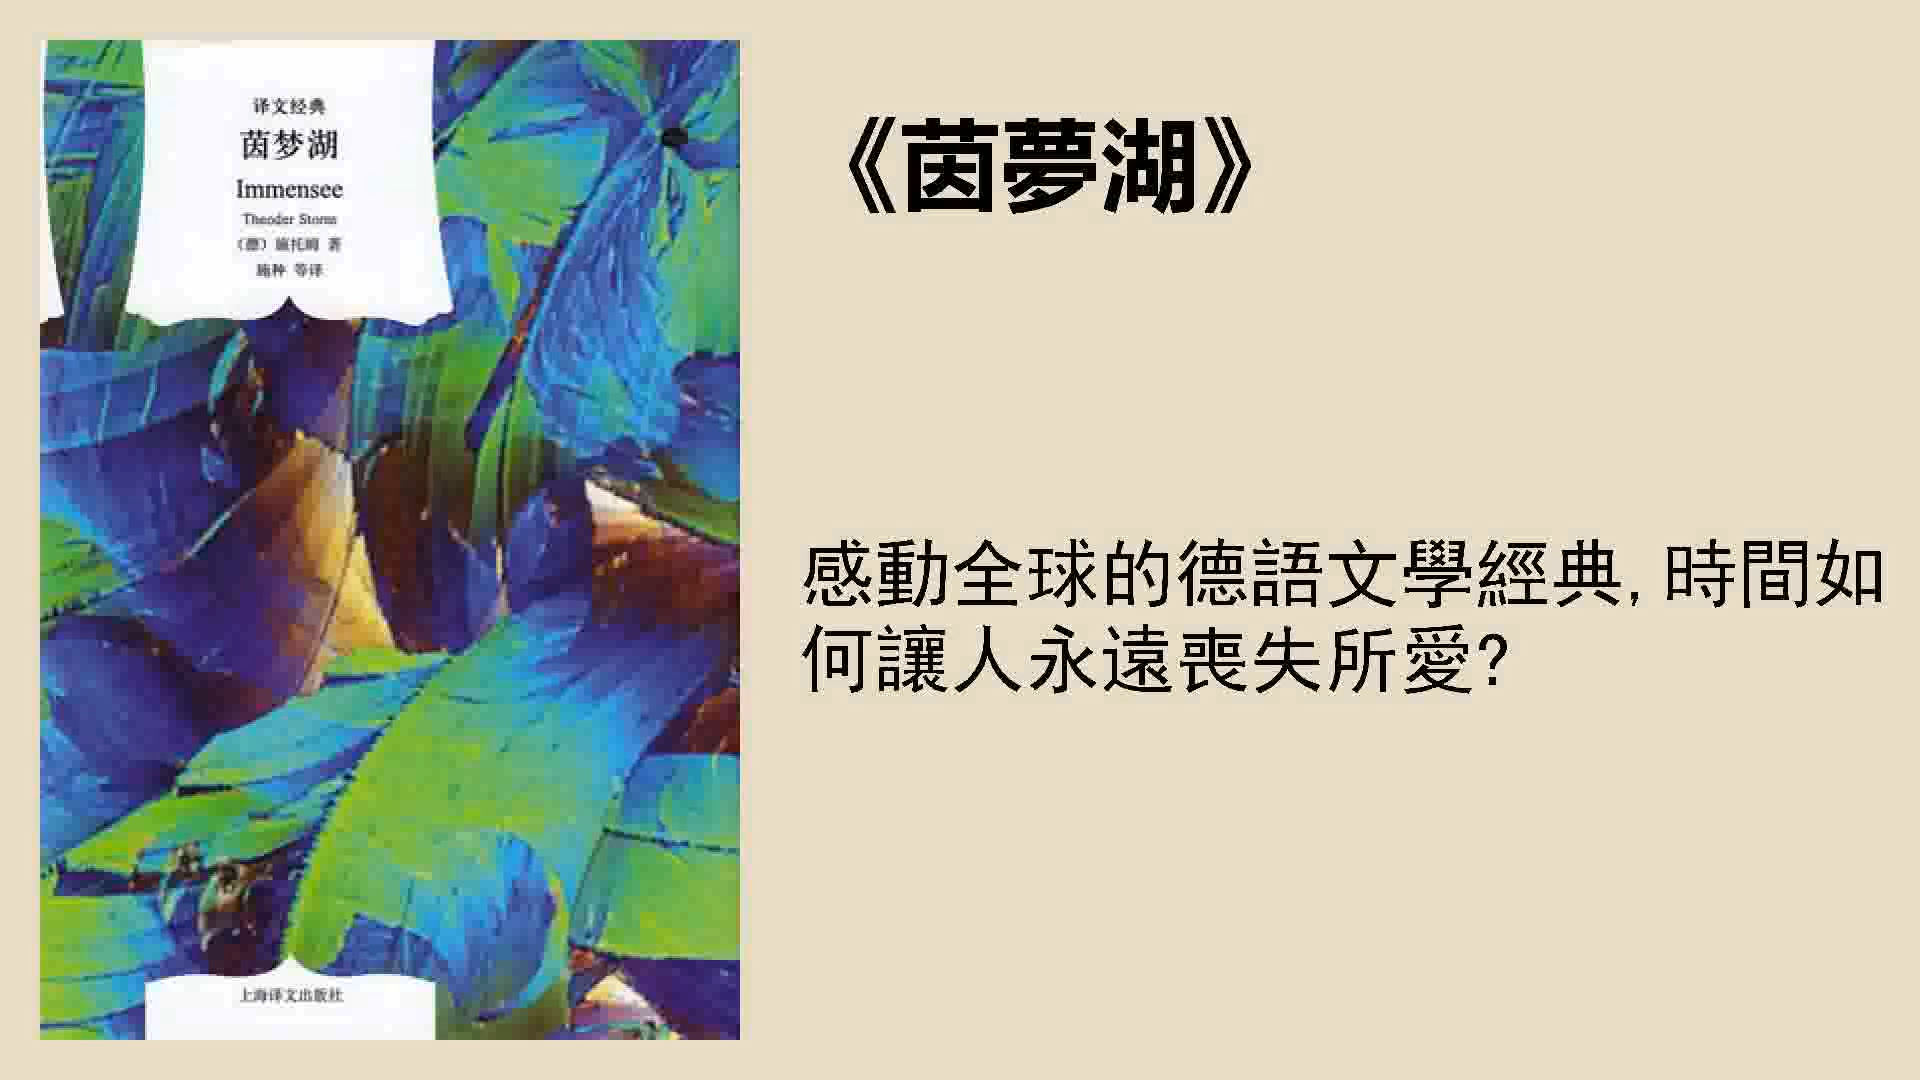 译文经典
茵梦湖
Immensee
Theodor Storm
（德）施托姆 著
施种 等译
上海译文出版社
《茵夢湖》
感動全球的德語文學經典,時間如
何讓人永遠喪失所愛?